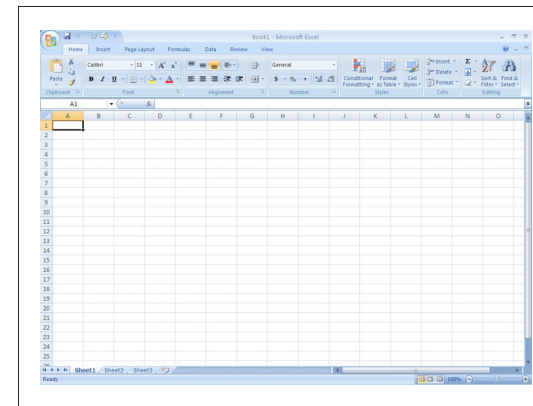 Book1 - Microsoft Excel
Home Insert Page Layout Formulas Data Review View
Calibri 11 A A General Insert Σ
Paste B I U A $ % , Conditional Format Cell Delete Sort & Find &
Formatting as Table Styles Format Filter Select
Clipboard Font Alignment Number Styles Cells Editing
A1 fx
A B C D E F G H I J K L M N O
1
2
3
4
5
6
7
8
9
10
11
12
13
14
15
16
17
18
19
20
21
22
23
24
25
Sheet1 Sheet2 Sheet3
Ready 100%